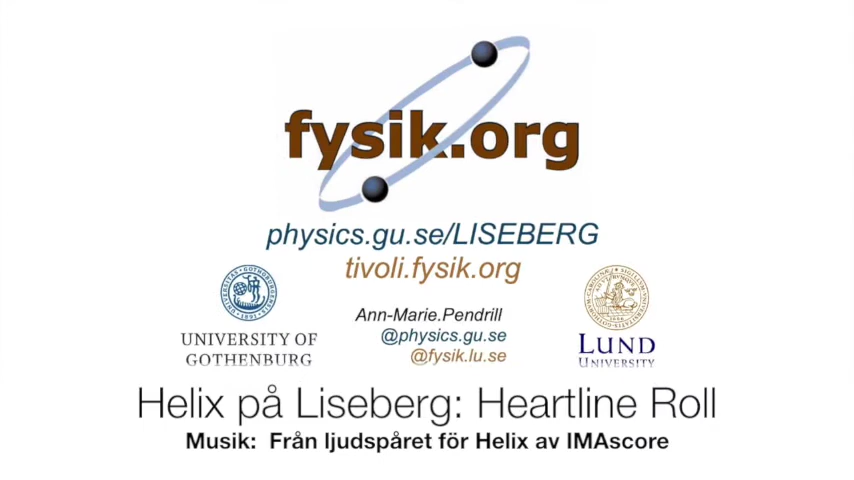 fysik.org
physics.gu.se/LISEBERG
tivoli.fysik.org
Ann-Marie.Pendrill
@physics.gu.se
@fysik.lu.se
UNIVERSITY OF
GOTHENBURG
LUND
UNIVERSITY
Helix på Liseberg: Heartline Roll
Musik: Från ljudspåret för Helix av IMAscore